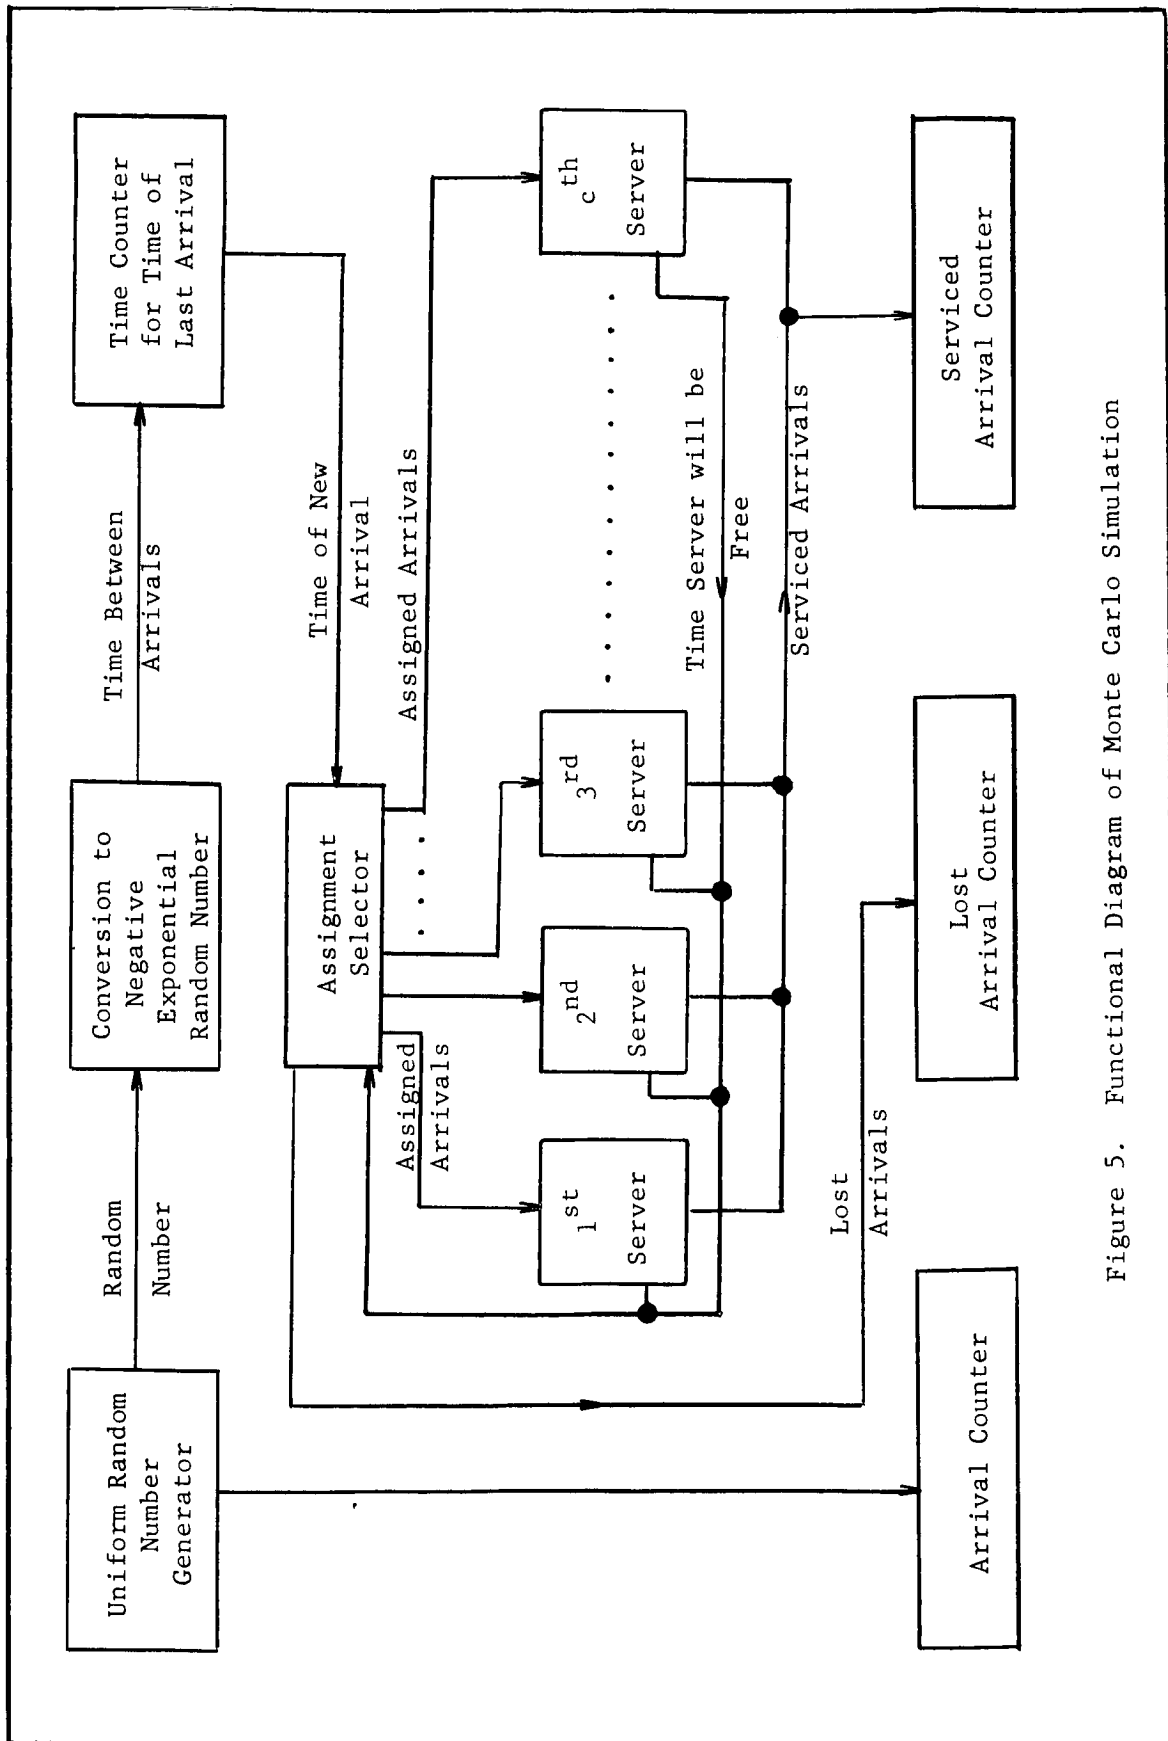 Uniform Random
Number
Generator
Random
Number
Conversion to
Negative
Exponential
Random Number
Time Between
Arrivals
Time Counter
for Time of
Last Arrival
Time of New
Arrival
Assignment
Selector
Assigned Arrivals
Assigned
Arrivals
1st
Server
2nd
Server
3rd
Server
cth
Server
Time Server will be
Free
Serviced Arrivals
Lost
Arrivals
Arrival Counter
Lost
Arrival Counter
Serviced
Arrival Counter
Figure 5. Functional Diagram of Monte Carlo Simulation